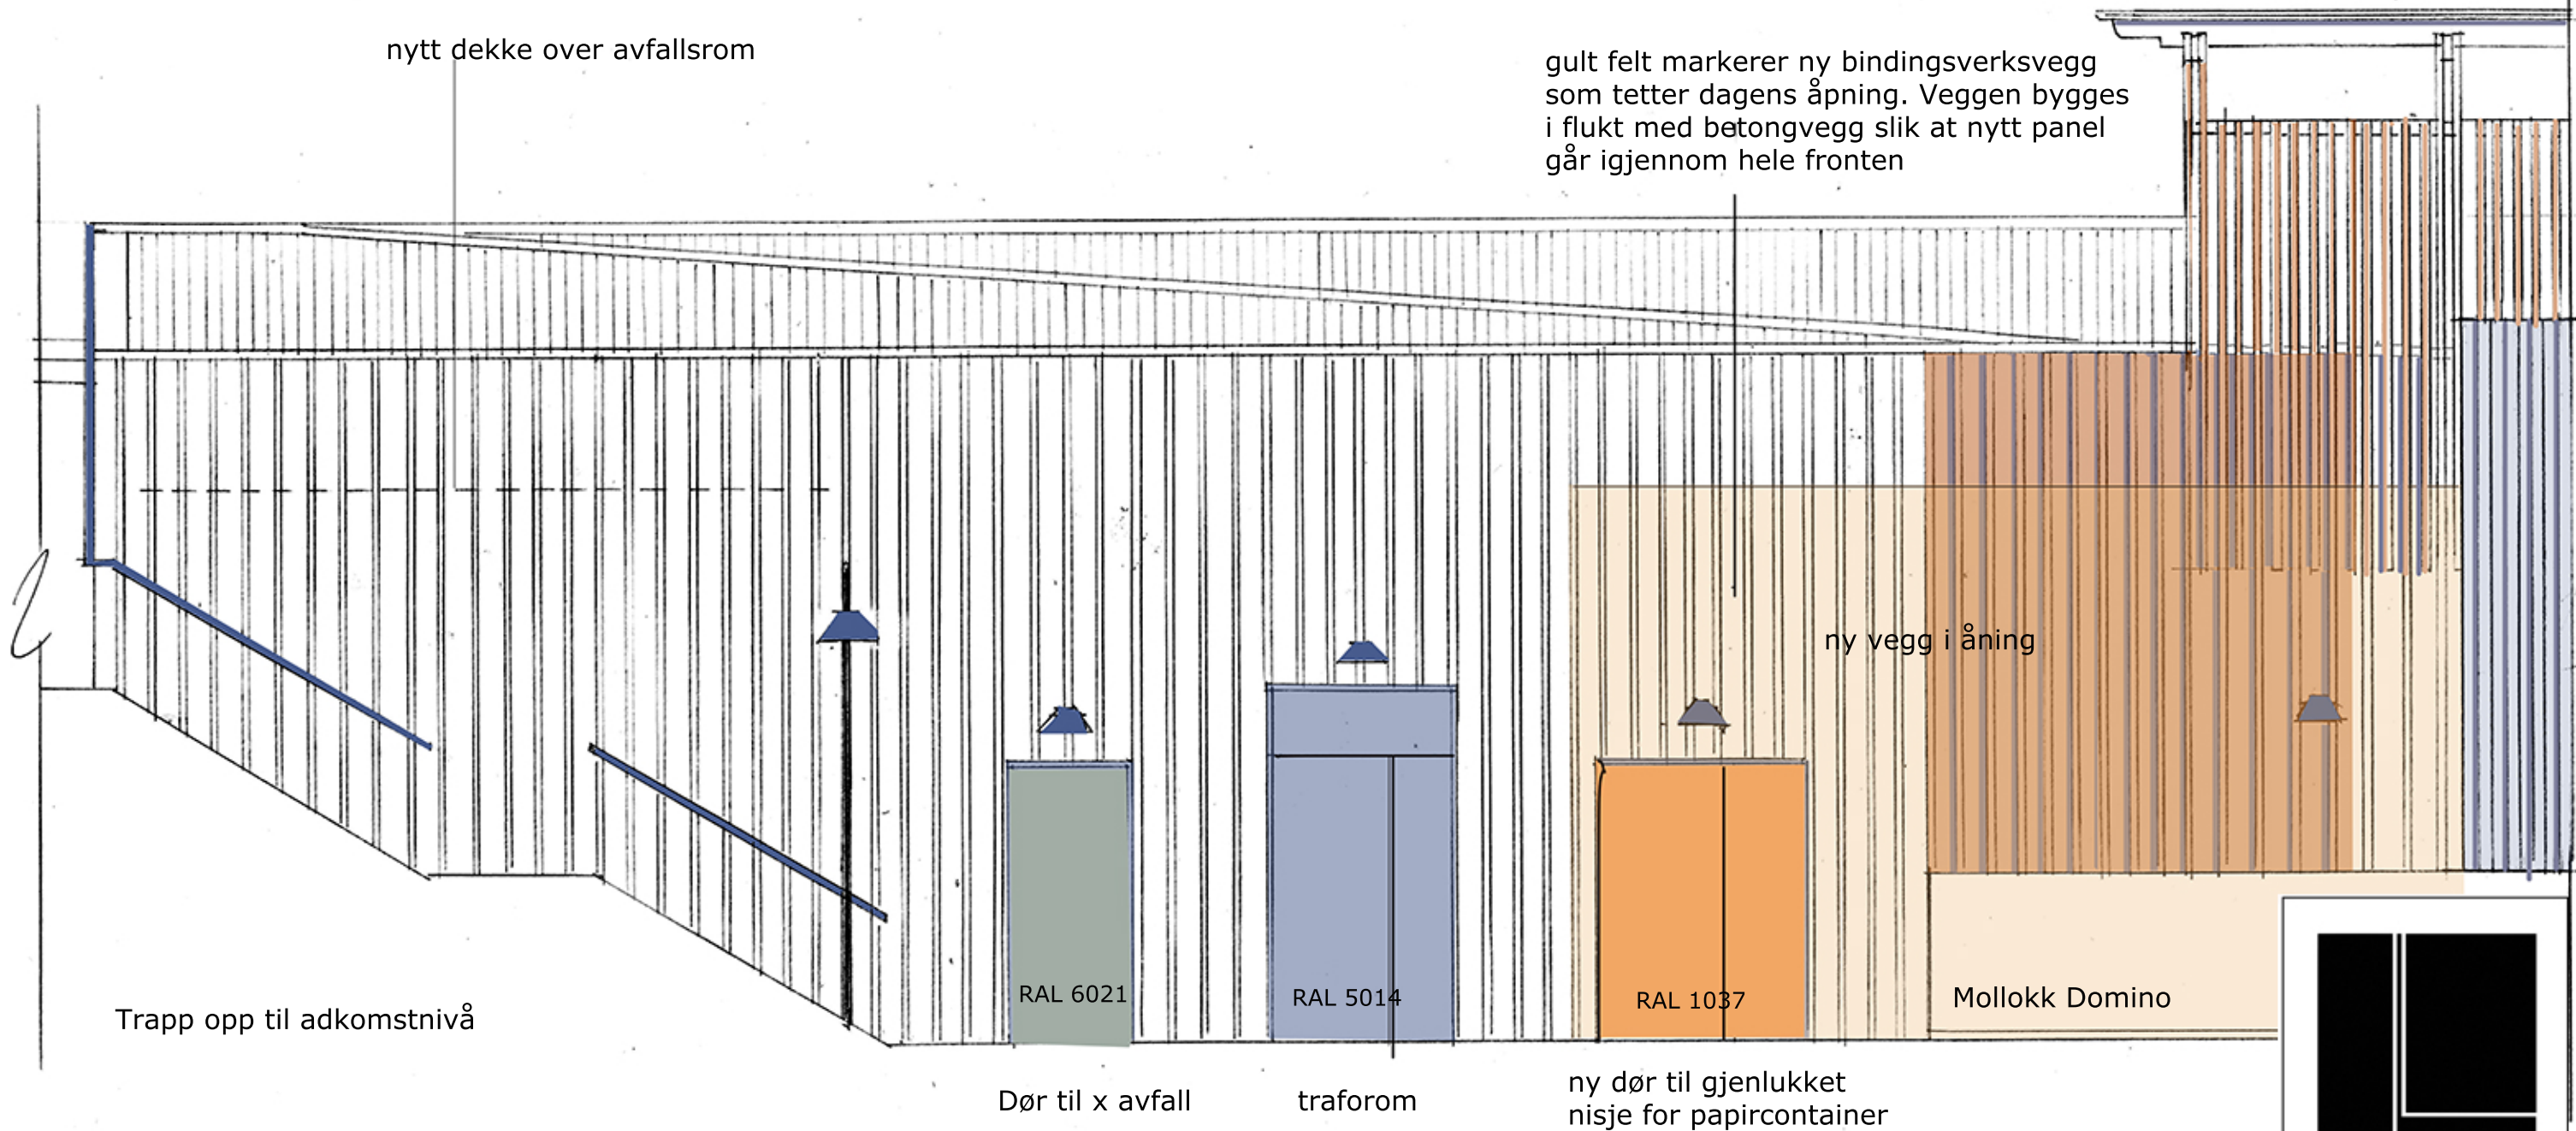 nytt dekke over avfallsrom
gult felt markerer ny bindingsverksvegg
som tetter dagens åpning. Veggen bygges
i flukt med betongvegg slik at nytt panel
går igjennom hele fronten
ny vegg i åning
RAL 6021
RAL 5014
RAL 1037
Mollokk Domino
Trapp opp til adkomstnivå
Dør til x avfall
traforom
ny dør til gjenlukket
nisje for papircontainer